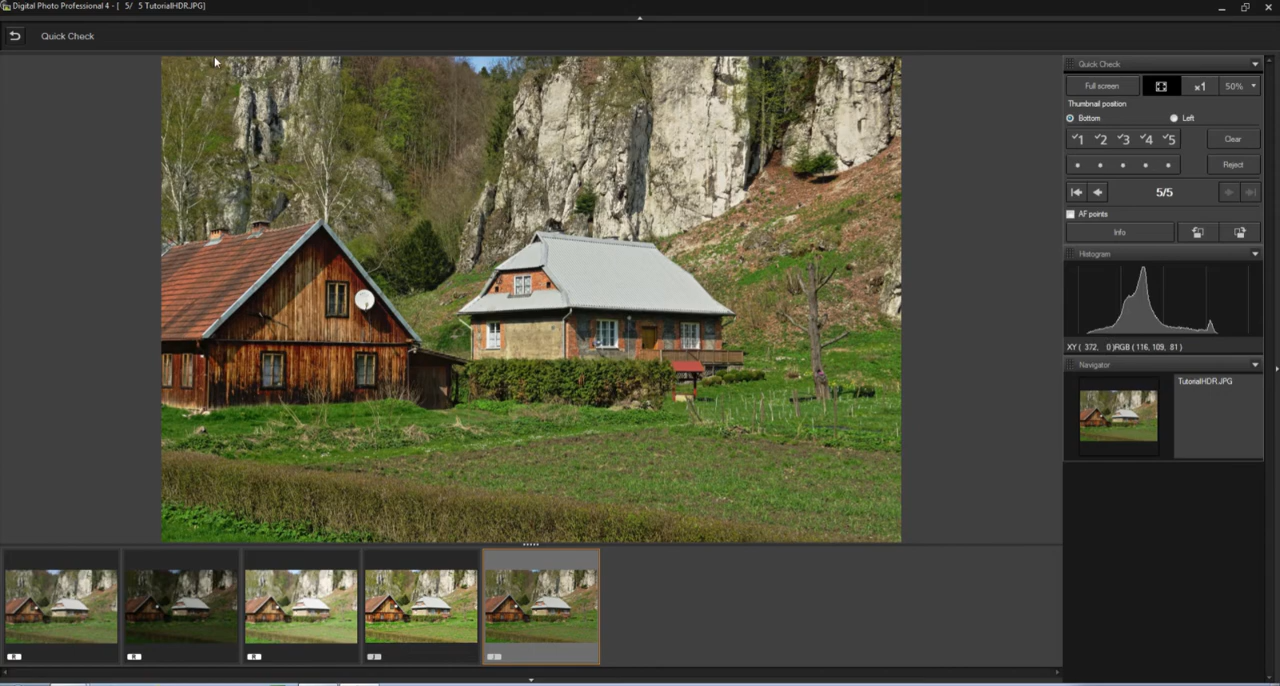 Digital Photo Professional 4 - [ 5/ 5 TutorialHDR.JPG]
Quick Check
Quick Check
Full screen x1 50%
Thumbnail position
Bottom Left
1 2 3 4 5 Clear
Reject
5/5
AF points
Info
Histogram
XY ( 372, 0 )RGB ( 116, 109, 81 )
Navigator
TutorialHDR.JPG
R R R J J